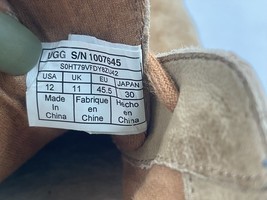 UGG S/N 1007645
S0HT79VFDY8ZU42
USA UK EU JAPAN
12 11 45.5 30
Made Fabrique Hecho
In en en
China Chine China